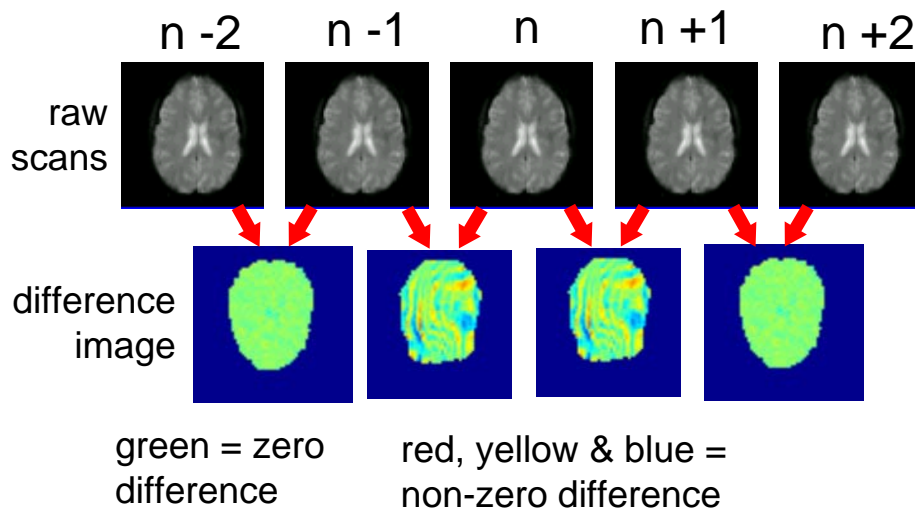 n -2 n -1 n n +1 n +2
raw
scans
difference
image
green = zero
difference
red, yellow & blue =
non-zero difference